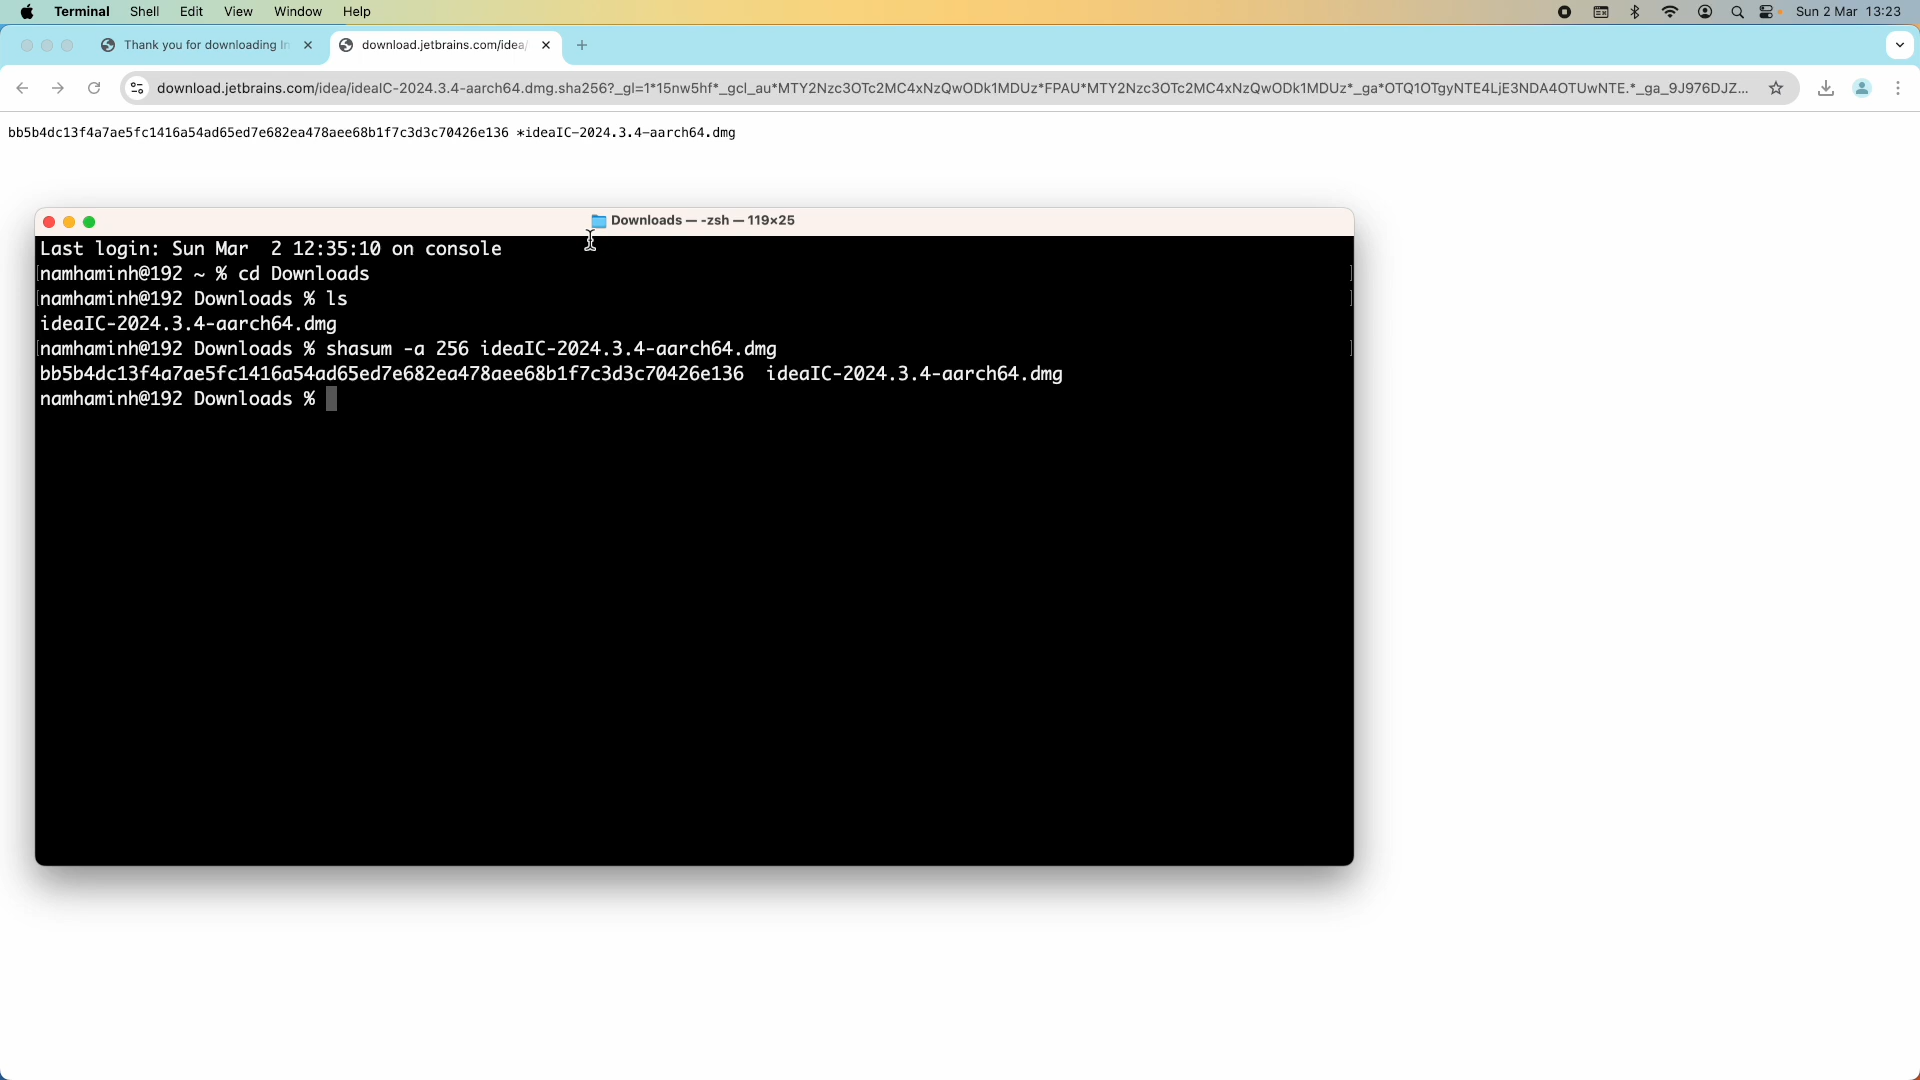 Terminal Shell Edit View Window Help Sun 2 Mar 13:23
Thank you for downloading I download.jetbrains.com/idea/
download.jetbrains.com/idea/ideaIC-2024.3.4-aarch64.dmg.sha256?_gl=1*15nw5hf*_gcl_au*MTY2Nzc3OTc2MC4xNzQwODk1MDUz*FPAU*MTY2Nzc3OTc2MC4xNzQwODk1MDUz*_ga*OTQ1OTgyNTE4LjE3NDA4OTUwNTE.*_ga_9J976DJZ...
bb5b4dc13f4a7ae5fc1416a54ad65ed7e682ea478aee68b1f7c3d3c70426e136 *ideaIC-2024.3.4-aarch64.dmg
Downloads — -zsh — 119×25
Last login: Sun Mar  2 12:35:10 on console
[namhaminh@192 ~ % cd Downloads ]
[namhaminh@192 Downloads % ls ]
ideaIC-2024.3.4-aarch64.dmg
[namhaminh@192 Downloads % shasum -a 256 ideaIC-2024.3.4-aarch64.dmg ]
bb5b4dc13f4a7ae5fc1416a54ad65ed7e682ea478aee68b1f7c3d3c70426e136  ideaIC-2024.3.4-aarch64.dmg
namhaminh@192 Downloads %